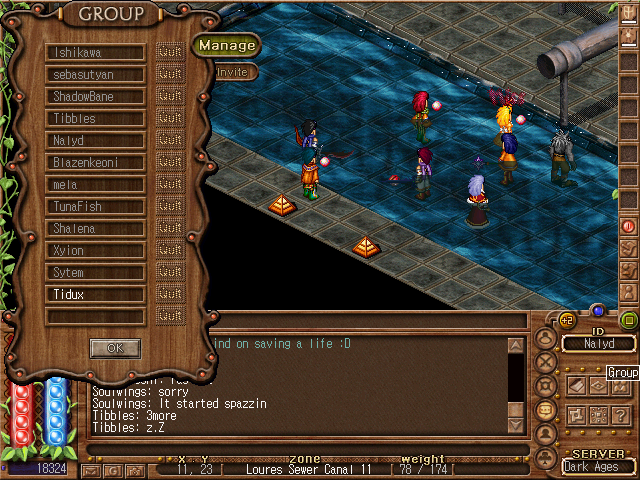 GROUP
Ishikawa Quit
sebasutyan Quit
ShadowBane Quit
Tibbles Quit
Nalyd Quit
Blazenkeoni Quit
mela Quit
TunaFish Quit
Shalena Quit
Xyion Quit
Sytem Quit
Tidux Quit
Quit
OK
Manage
Invite
ind on saving a life :D
Soulwings: sorry
Soulwings: It started spazzin
Tibbles: 3more
Tibbles: z.Z
+2
ID
Nalyd
Group
SERVER
Dark Ages
x y zone weight
18324
11, 23 Loures Sewer Canal 11 78 / 174